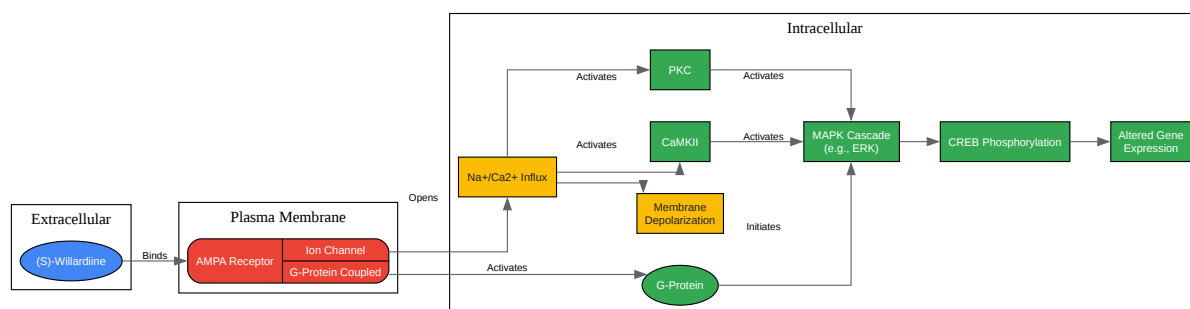 Intracellular
PKC
Activates
Activates
CaMKII
Activates
Activates
MAPK Cascade
(e.g., ERK)
CREB Phosphorylation
Altered Gene
Expression
Na+/Ca2+ Influx
Opens
Membrane
Depolarization
Initiates
Extracellular
(S)-Willardiine
Binds
Plasma Membrane
AMPA Receptor
Ion Channel
G-Protein Coupled
Activates
G-Protein